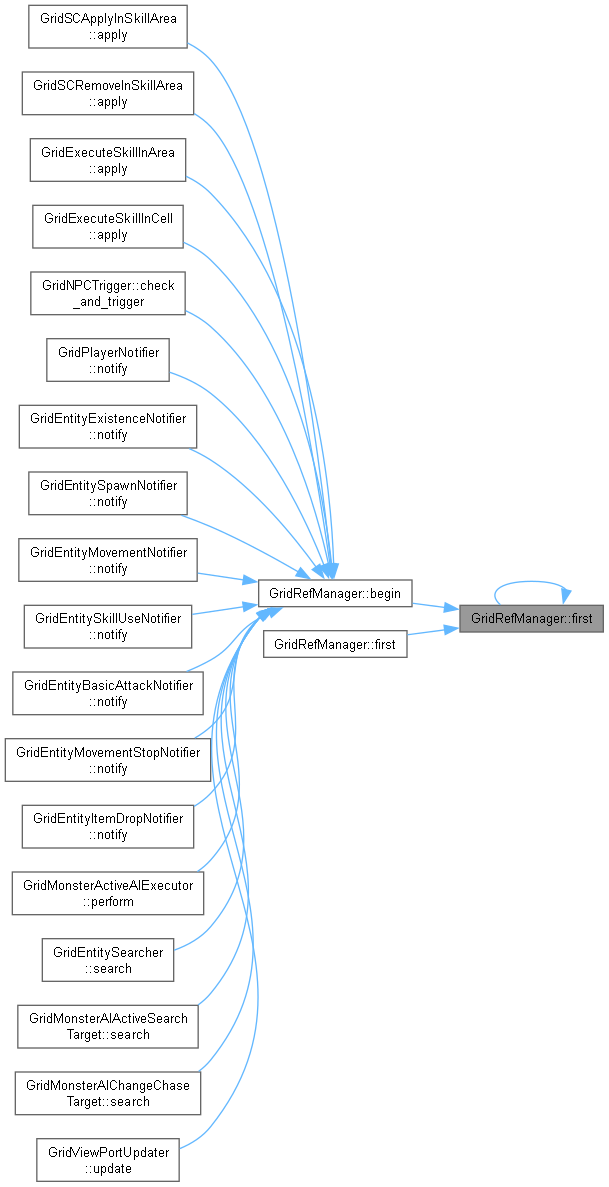 GridSCApplyInSkillArea
::apply
GridSCRemoveInSkillArea
::apply
GridExecuteSkillInArea
::apply
GridExecuteSkillInCell
::apply
GridNPCTrigger::check
_and_trigger
GridPlayerNotifier
::notify
GridEntityExistenceNotifier
::notify
GridEntitySpawnNotifier
::notify
GridEntityMovementNotifier
::notify
GridEntitySkillUseNotifier
::notify
GridEntityBasicAttackNotifier
::notify
GridEntityMovementStopNotifier
::notify
GridEntityItemDropNotifier
::notify
GridMonsterActiveAIExecutor
::perform
GridEntitySearcher
::search
GridMonsterAIActiveSearch
Target::search
GridMonsterAIChangeChase
Target::search
GridViewPortUpdater
::update
GridRefManager::begin
GridRefManager::first
GridRefManager::first